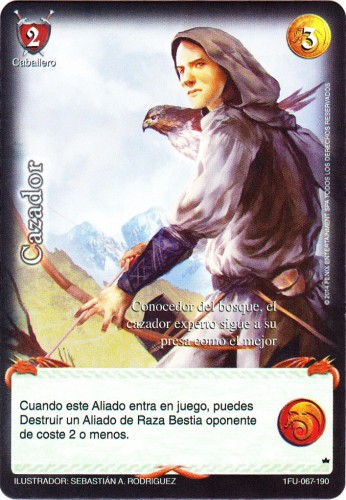 2
3
Caballero
Cazador
© 2014 FENIX ENTERTAINMENT SPA TODOS LOS DERECHOS RESERVADOS
Conocedor del bosque, el
cazador experto sigue a su
presa como el mejor
Cuando este Aliado entra en juego, puedes
Destruir un Aliado de Raza Bestia oponente
de coste 2 o menos.
ILUSTRADOR: SEBASTIÁN A. RODRIGUEZ
1FU-067-190